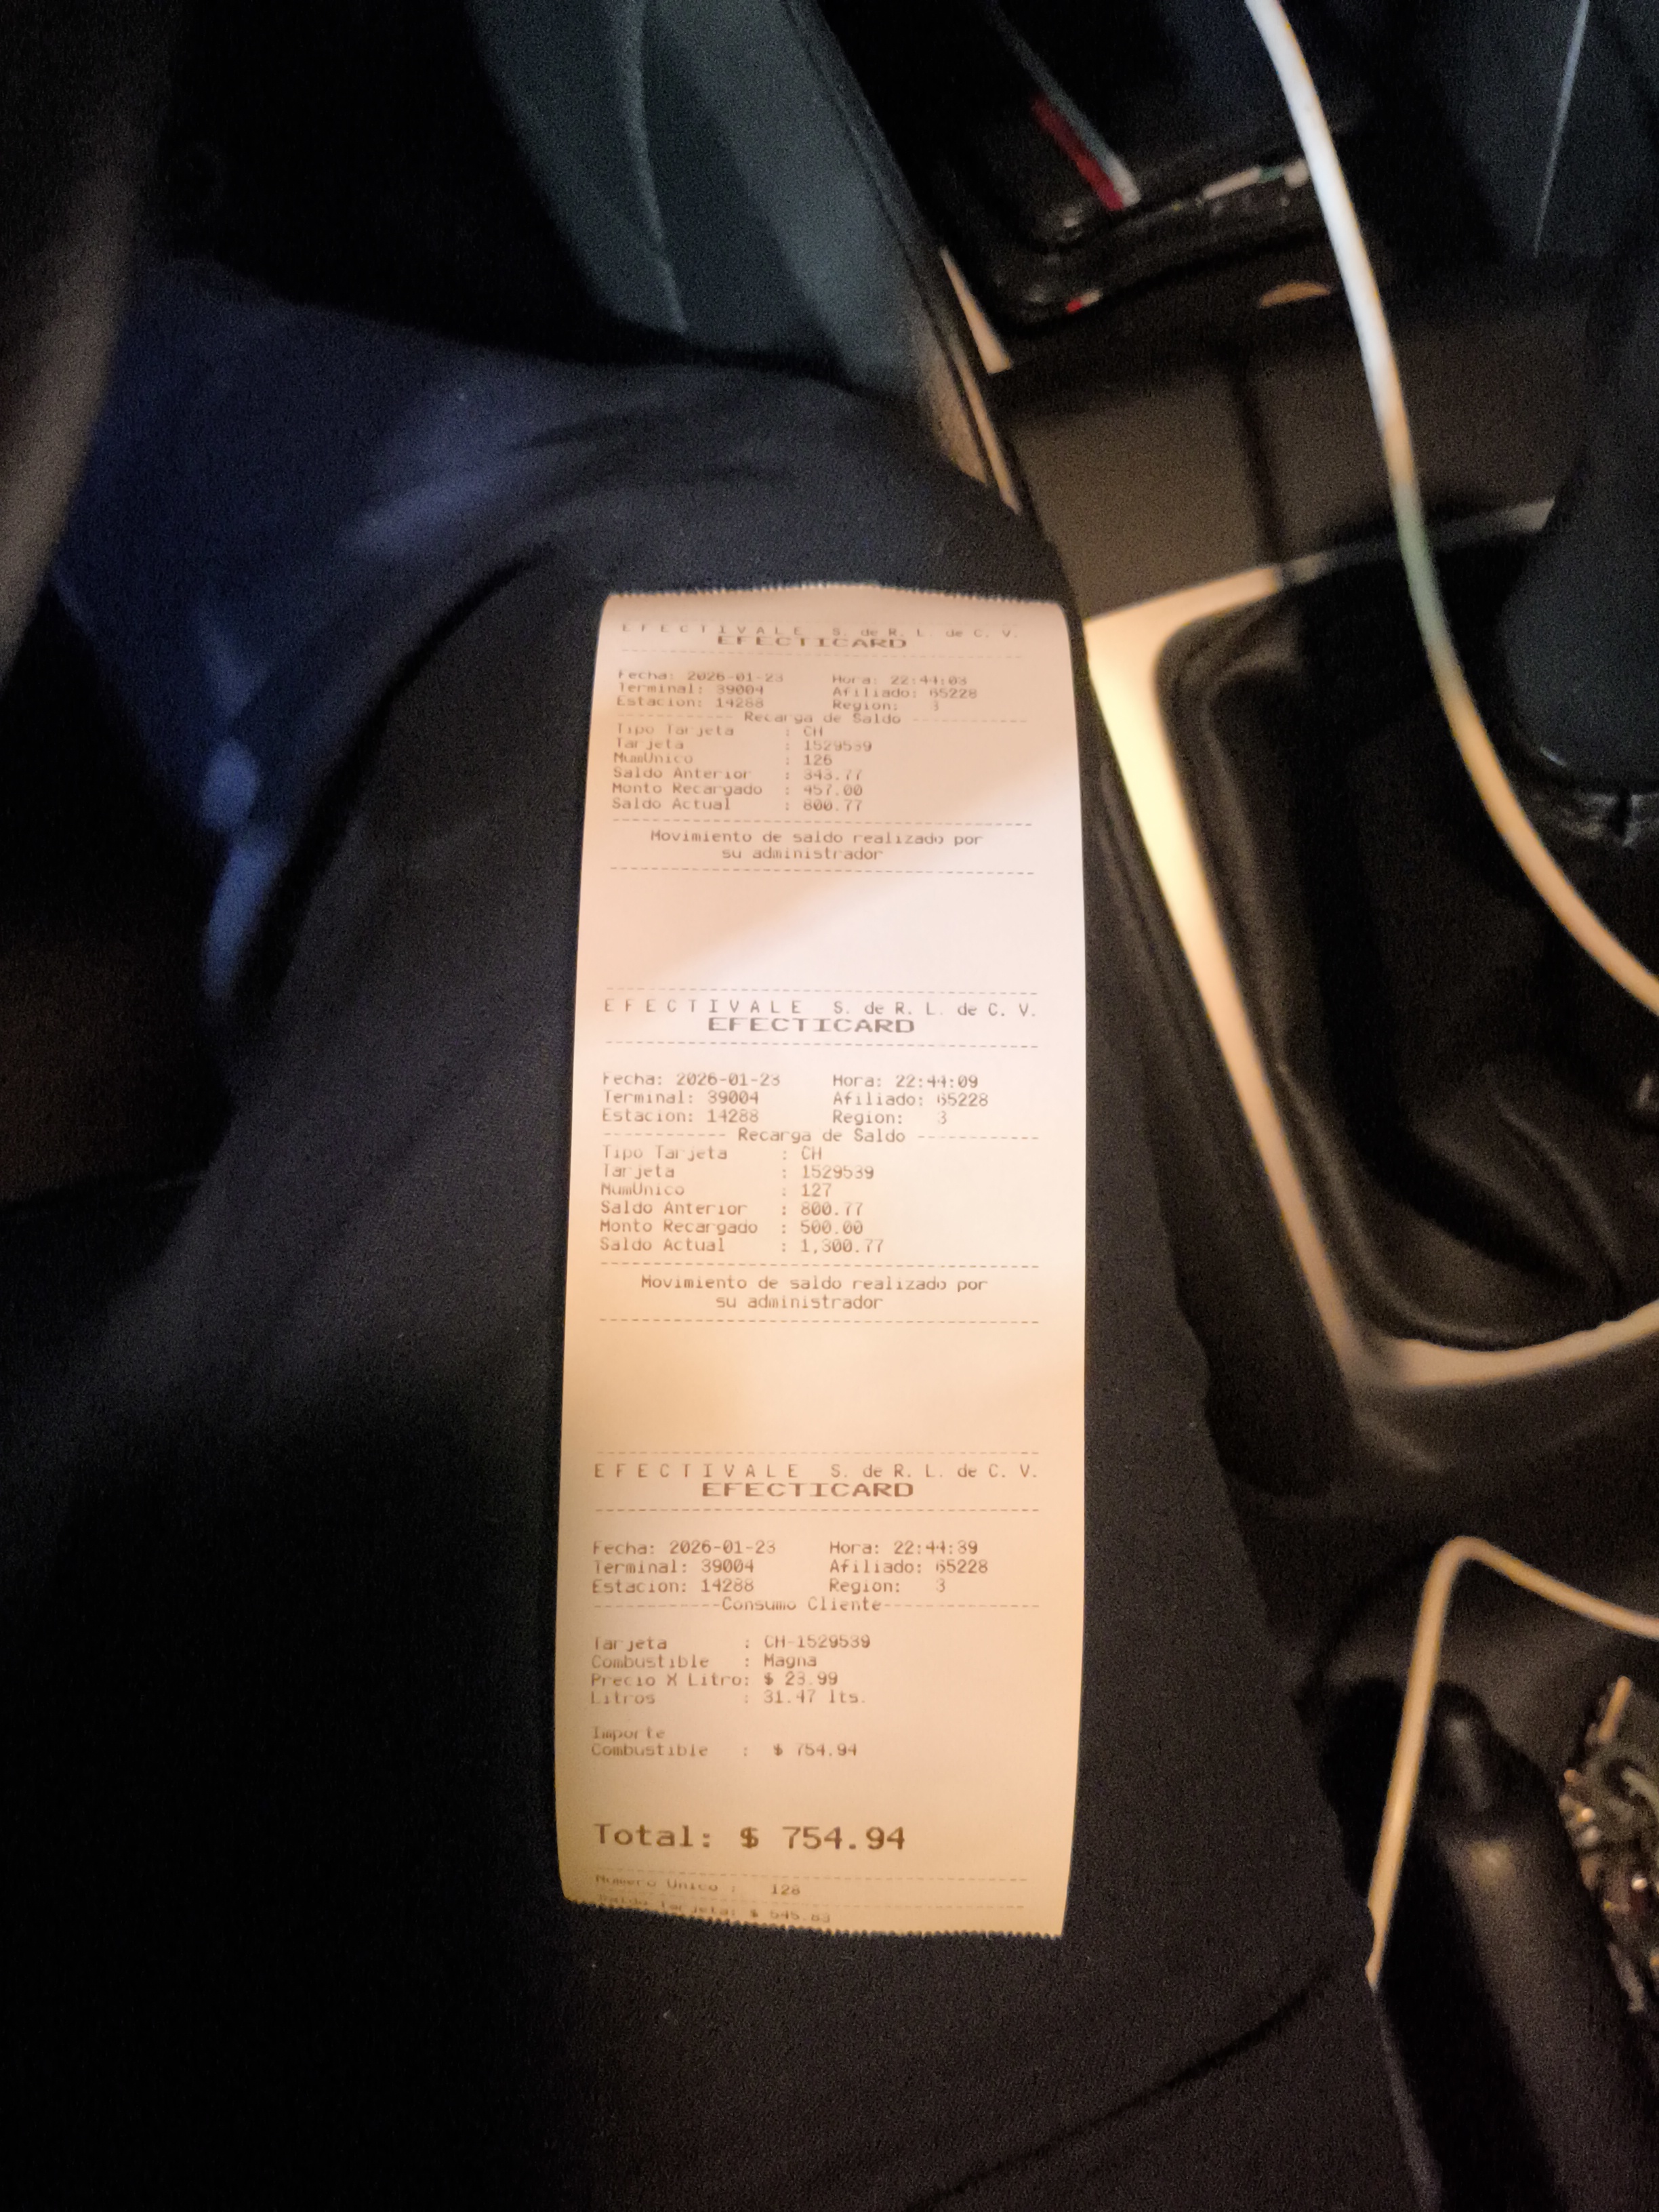 E F E C T I V A L E S. de R. L. de C. V.
EFECTICARD
Fecha: 2026-01-23 Hora: 22:44:03
Terminal: 39004 Afiliado: 65228
Estacion: 14288 Region: 3
------------ Recarga de Saldo ------------
Tipo Tarjeta : CH
Tarjeta : 1529539
NumUnico : 126
Saldo Anterior : 343.77
Monto Recargado : 457.00
Saldo Actual : 800.77
Movimiento de saldo realizado por
su administrador
E F E C T I V A L E S. de R. L. de C. V.
EFECTICARD
Fecha: 2026-01-23 Hora: 22:44:09
Terminal: 39004 Afiliado: 65228
Estacion: 14288 Region: 3
------------ Recarga de Saldo ------------
Tipo Tarjeta : CH
Tarjeta : 1529539
NumUnico : 127
Saldo Anterior : 800.77
Monto Recargado : 500.00
Saldo Actual : 1,300.77
Movimiento de saldo realizado por
su administrador
E F E C T I V A L E S. de R. L. de C. V.
EFECTICARD
Fecha: 2026-01-23 Hora: 22:44:39
Terminal: 39004 Afiliado: 65228
Estacion: 14288 Region: 3
------------Consumo Cliente---------------
Tarjeta : CH-1529539
Combustible : Magna
Precio X Litro: $ 23.99
Litros : 31.47 lts.
Importe
Combustible : $ 754.94
Total: $ 754.94
Numero Unico : 128
Saldo Tarjeta: $ 545.83